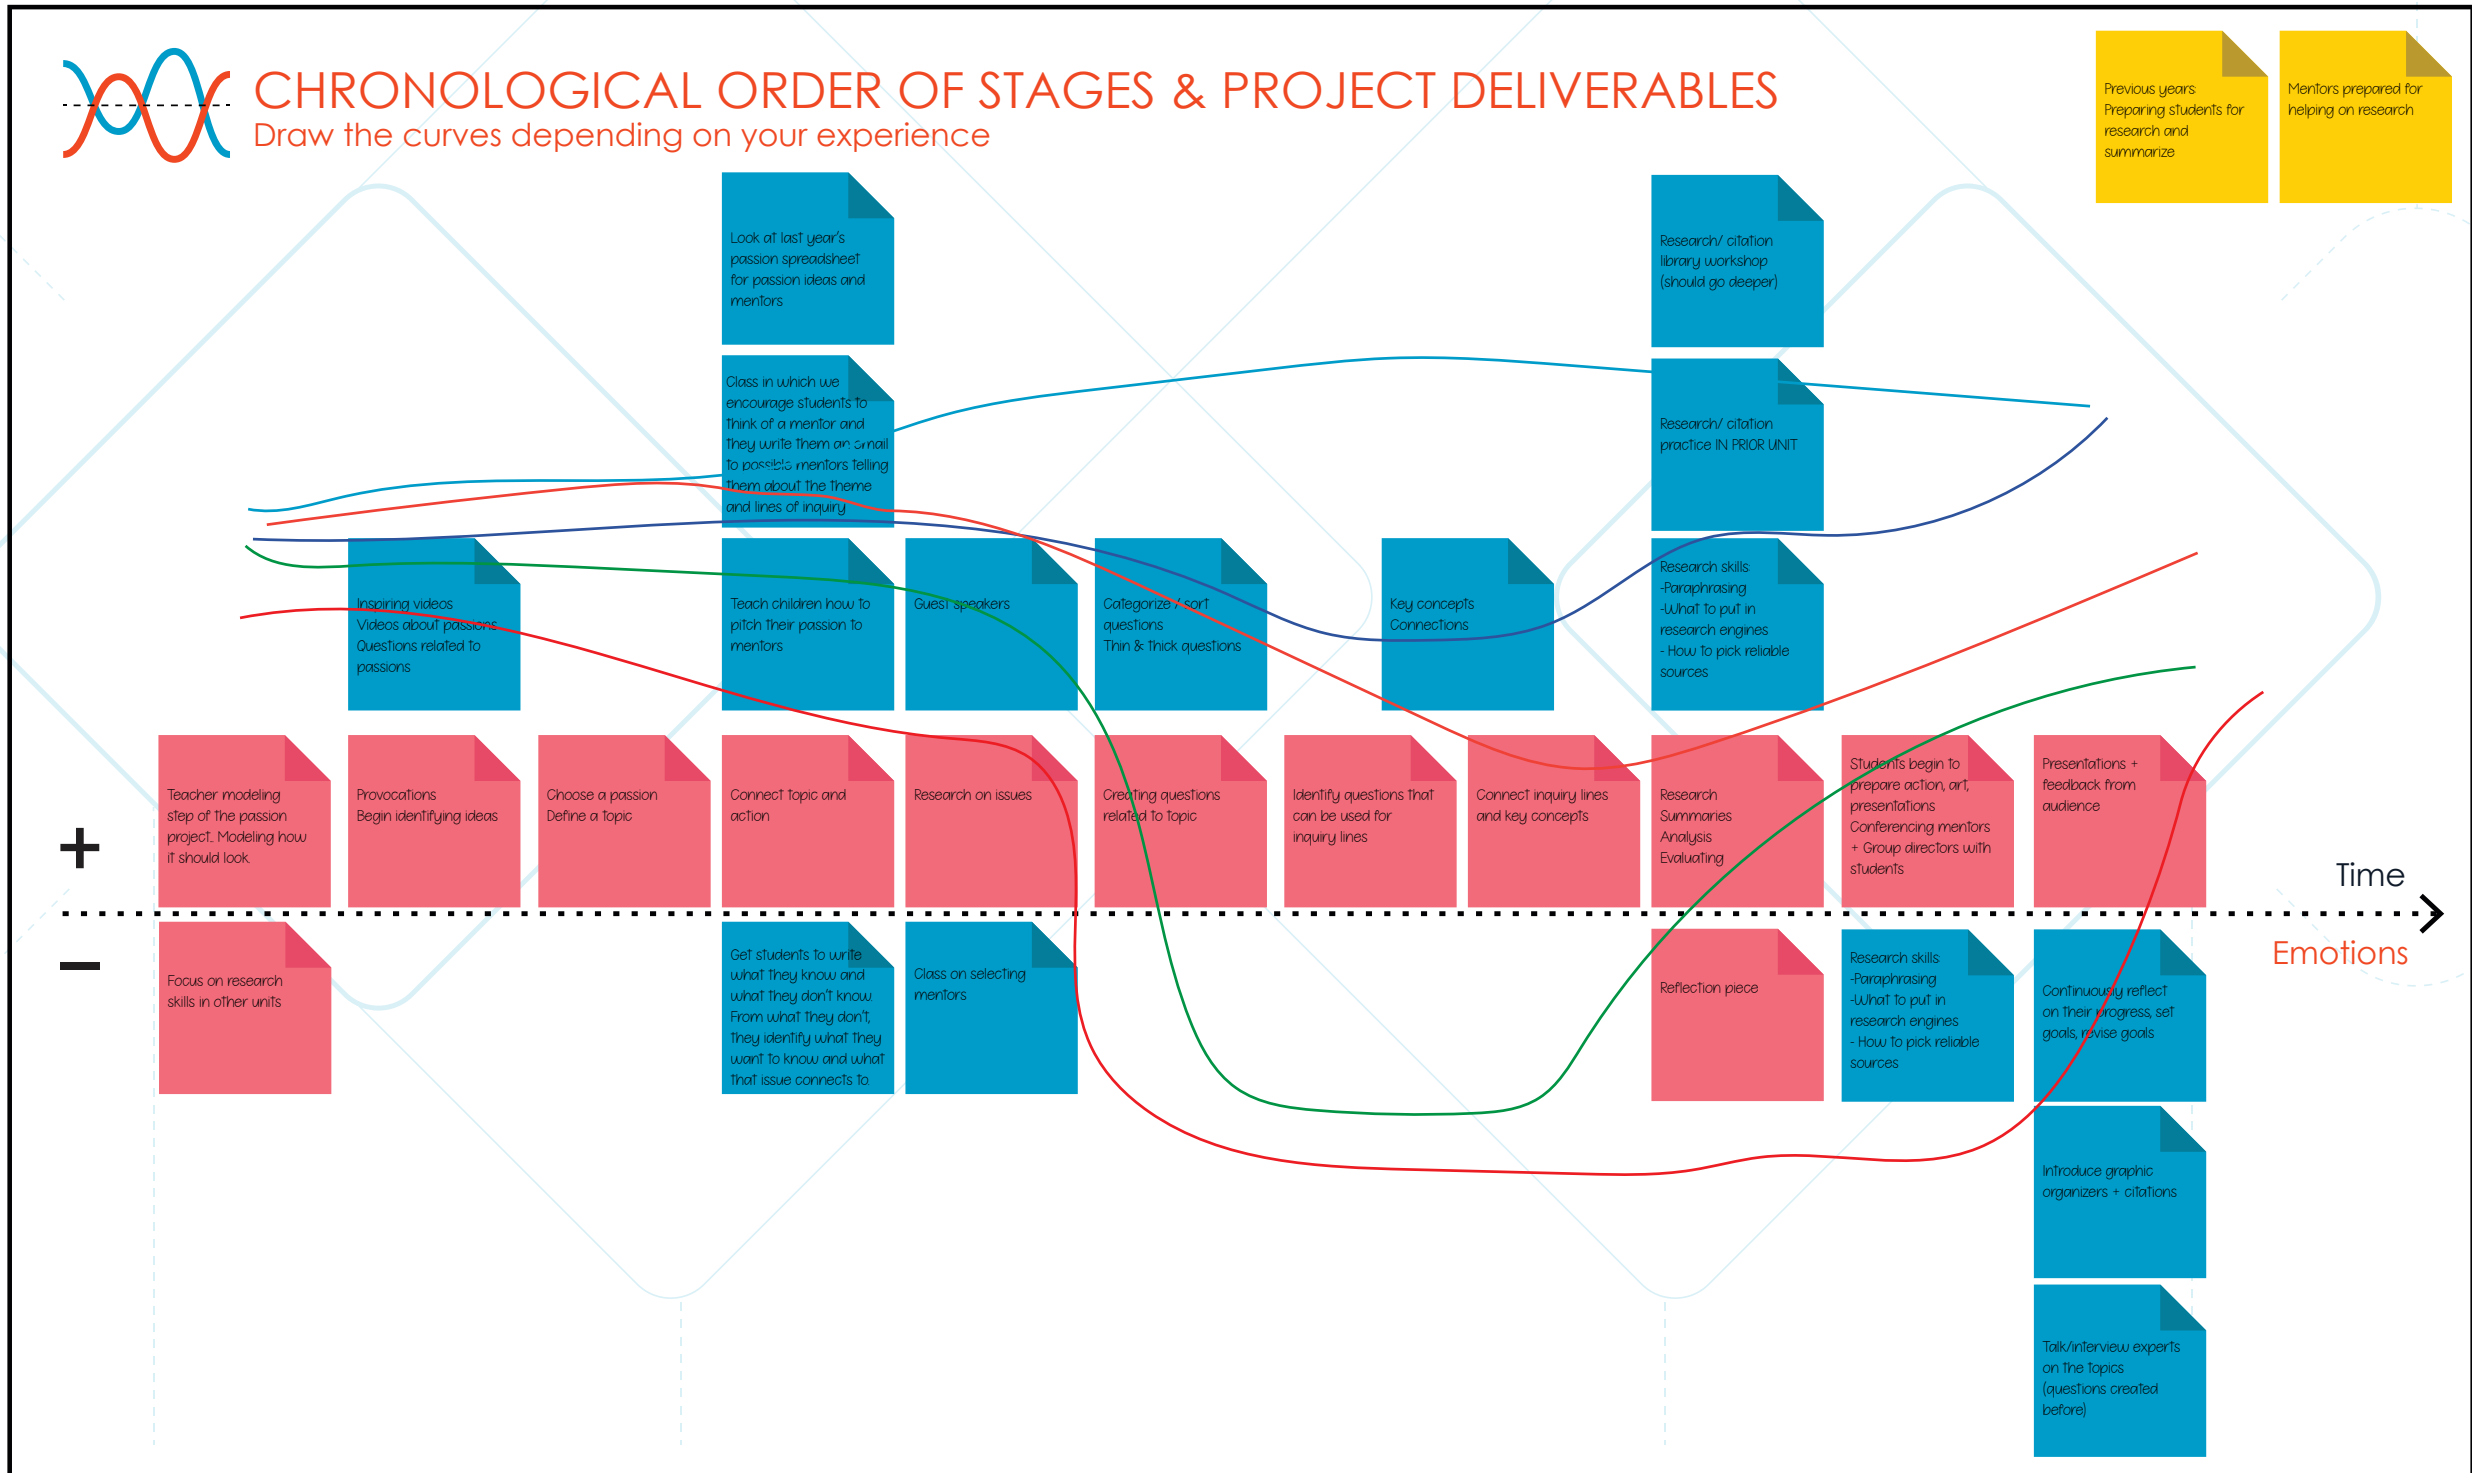 CHRONOLOGICAL ORDER OF STAGES & PROJECT DELIVERABLES
Draw the curves depending on your experience
Previous years:
Preparing students for
research and
summarize
Mentors prepared for
helping on research
Look at last year's
passion spreadsheet
for passion ideas and
mentors
Research/ citation
library workshop
(should go deeper)
Class in which we
encourage students to
think of a mentor and
they write them an email
to possible mentors telling
them about the theme
and lines of inquiry
Research/ citation
practice IN PRIOR UNIT
Inspiring videos
Videos about passions
Questions related to
passions
Teach children how to
pitch their passion to
mentors
Guest speakers
Categorize / sort
questions
Thin & thick questions
Key concepts
Connections
Research skills:
-Paraphrasing
-What to put in
research engines
- How to pick reliable
sources
Teacher modeling
step of the passion
project. Modeling how
it should look.
Provocations
Begin identifying ideas
Choose a passion
Define a topic
Connect topic and
action
Research on issues
Creating questions
related to topic
Identify questions that
can be used for
inquiry lines
Connect inquiry lines
and key concepts
Research
Summaries
Analysis
Evaluating
Students begin to
prepare action, art,
presentations
Conferencing mentors
+ Group directors with
students
Presentations +
feedback from
audience
+
Time
−
Emotions
Focus on research
skills in other units
Get students to write
what they know and
what they don't know.
From what they don't,
they identify what they
want to know and what
that issue connects to.
Class on selecting
mentors
Reflection piece
Research skills:
-Paraphrasing
-What to put in
research engines
- How to pick reliable
sources
Continuously reflect
on their progress, set
goals, revise goals
Introduce graphic
organizers + citations
Talk/interview experts
on the topics
(questions created
before)